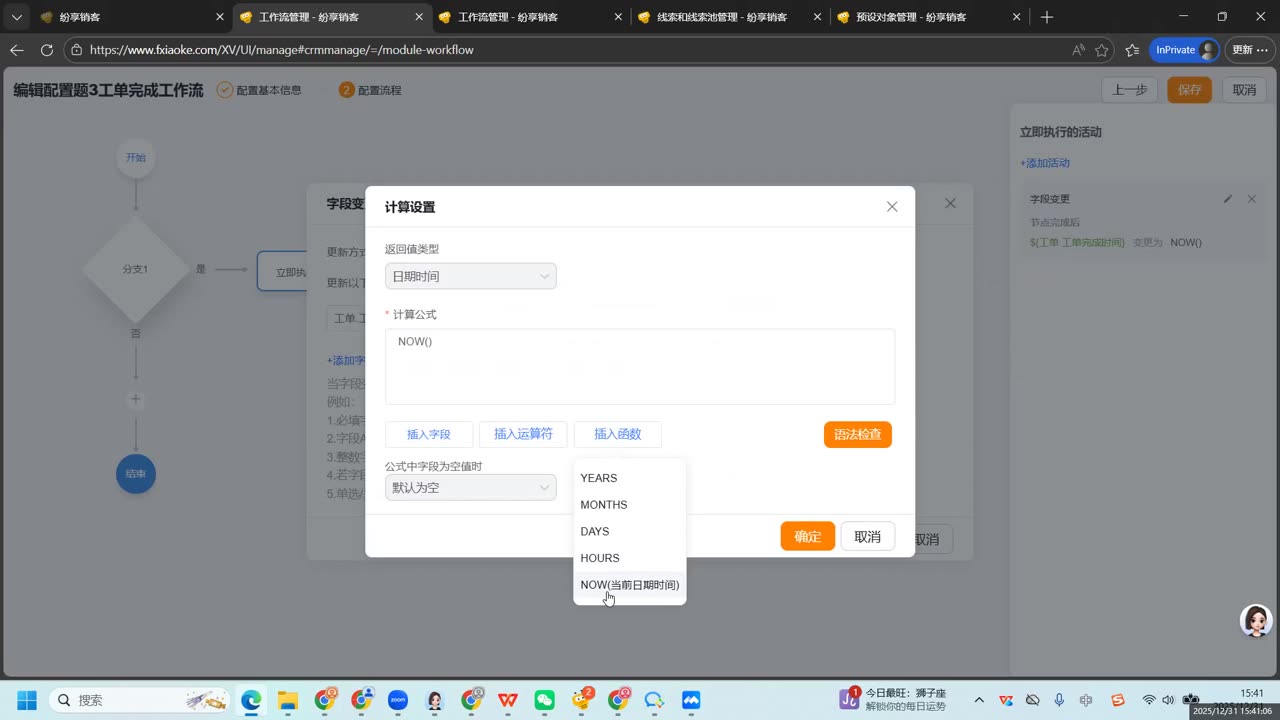 工作流管理 - 纷享销客
工作流管理 - 纷享销客
线索和线索池管理 - 纷享销客
预设对象管理 - 纷享销客
https://www.fxiaoke.com/XV/UI/manage#crmmanage/=/module-workflow
InPrivate
更新
编辑配置题3工单完成工作流
配置基本信息
2 配置流程
上一步
保存
取消
开始
分支1
是
立即执
否
结束
字段变
更新方式
更新以下
工单.工
+添加字
当字段
例如:
1.必填字
2.字段A
3.整数
4.若字段
5.单选/
取消
计算设置
返回值类型
日期时间
* 计算公式
NOW()
插入字段
插入运算符
插入函数
语法检查
公式中字段为空值时
默认为空
YEARS
MONTHS
DAYS
HOURS
NOW(当前日期时间)
确定
取消
立即执行的活动
+添加活动
字段变更
节点完成后
${工单 工单完成时间} 变更为 NOW()
搜索
zoom
2
1
今日最旺：狮子座
解锁你的每日运势
15:41
2025/12/31 15:41:06